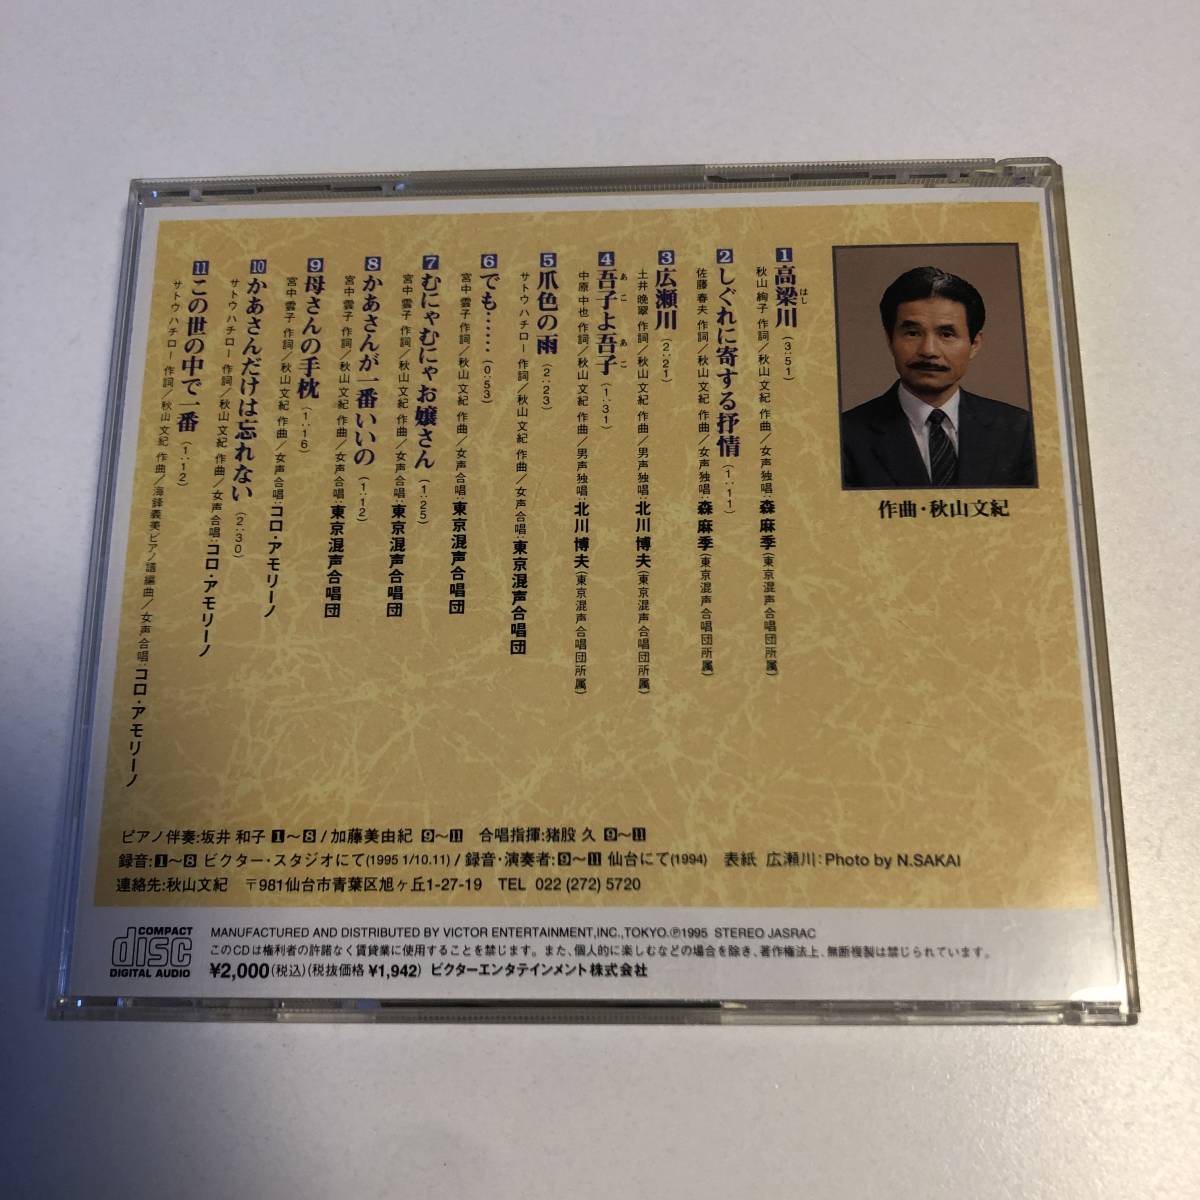 作曲・秋山文紀
1 高梁川 (3:51)
はし
秋山 絢子 作詞/秋山 文紀 作曲/女声独唱:森 麻季(東京混声合唱団所属)
2 しぐれに寄する抒情 (1:11)
佐藤 春夫 作詞/秋山 文紀 作曲/女声独唱:森 麻季(東京混声合唱団所属)
3 広瀬川 (2:21)
土井 晩翠 作詞/秋山 文紀 作曲/男声独唱:北川 博夫(東京混声合唱団所属)
4 吾子よ吾子 (1:31)
あこ あこ
中原 中也 作詞/秋山 文紀 作曲/男声独唱:北川 博夫(東京混声合唱団所属)
5 爪色の雨 (2:23)
サトウ ハチロー 作詞/秋山 文紀 作曲/女声合唱:東京混声合唱団
6 でも…… (0:53)
宮中 雲子 作詞/秋山 文紀 作曲/女声合唱:東京混声合唱団
7 むにゃむにゃお嬢さん (1:25)
宮中 雲子 作詞/秋山 文紀 作曲/女声合唱:東京混声合唱団
8 かあさんが一番いいの (1:12)
宮中 雲子 作詞/秋山 文紀 作曲/女声合唱:東京混声合唱団
9 母さんの手枕 (1:16)
宮中 雲子 作詞/秋山 文紀 作曲/女声合唱:コロ・アモリーノ
10 かあさんだけは忘れない (2:30)
サトウ ハチロー 作詞/秋山 文紀 作曲/女声合唱:コロ・アモリーノ
11 この世の中で一番 (1:12)
サトウ ハチロー 作詞/秋山 文紀 作曲/海鋒義美ピアノ譜編曲/女声合唱:コロ・アモリーノ
ピアノ伴奏:坂井 和子 1〜8/加藤美由紀 9〜11 合唱指揮:猪股 久 9〜11
録音:1〜8 ビクター・スタジオにて(1995 1/10.11)/録音・演奏者:9〜11 仙台にて(1994) 表紙 広瀬川:Photo by N.SAKAI
連絡先:秋山文紀 〒981仙台市青葉区旭ヶ丘1-27-19 TEL 022 (272) 5720
COMPACT
disc
DIGITAL AUDIO
MANUFACTURED AND DISTRIBUTED BY VICTOR ENTERTAINMENT,INC.,TOKYO.Ⓟ1995 STEREO JASRAC
このCDは権利者の許諾なく賃貸業に使用することを禁じます。また、個人的に楽しむなどの場合を除き、著作権法上、無断複製は禁じられています。
¥2,000(税込)(税抜価格 ¥1,942) ビクターエンタテインメント株式会社